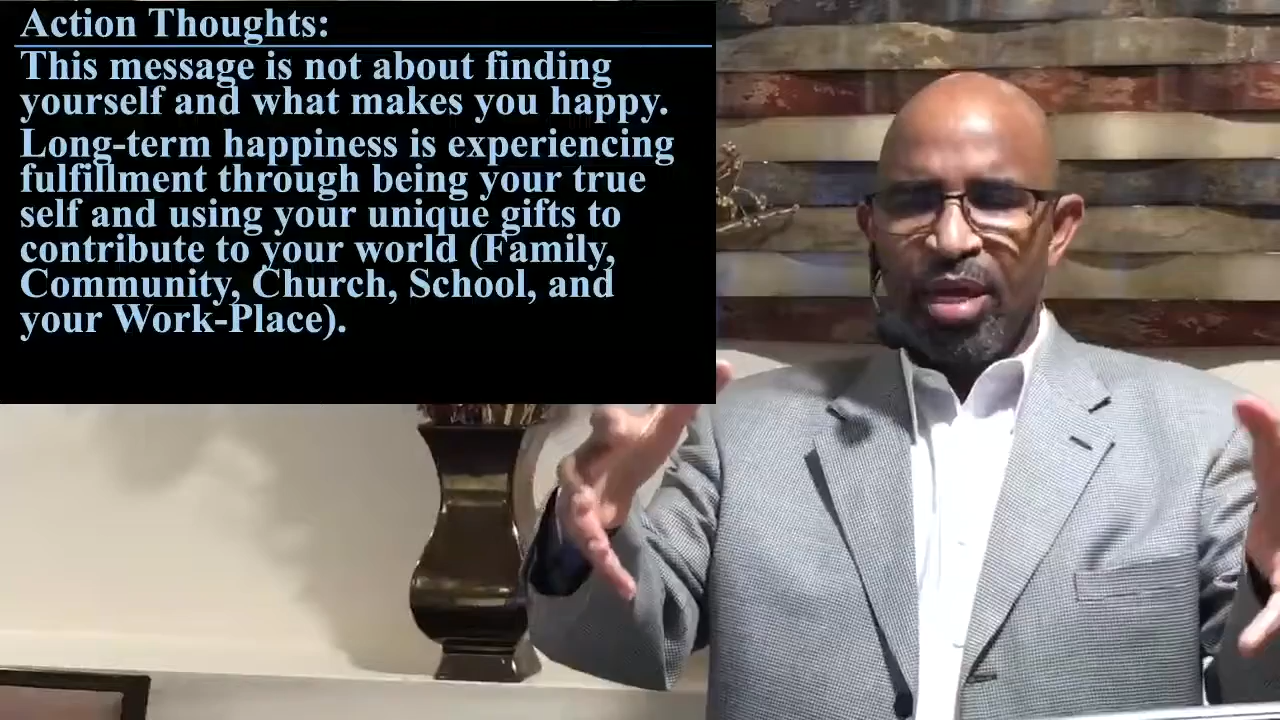 Action Thoughts:
This message is not about finding
yourself and what makes you happy.
Long-term happiness is experiencing
fulfillment through being your true
self and using your unique gifts to
contribute to your world (Family,
Community, Church, School, and
your Work-Place).